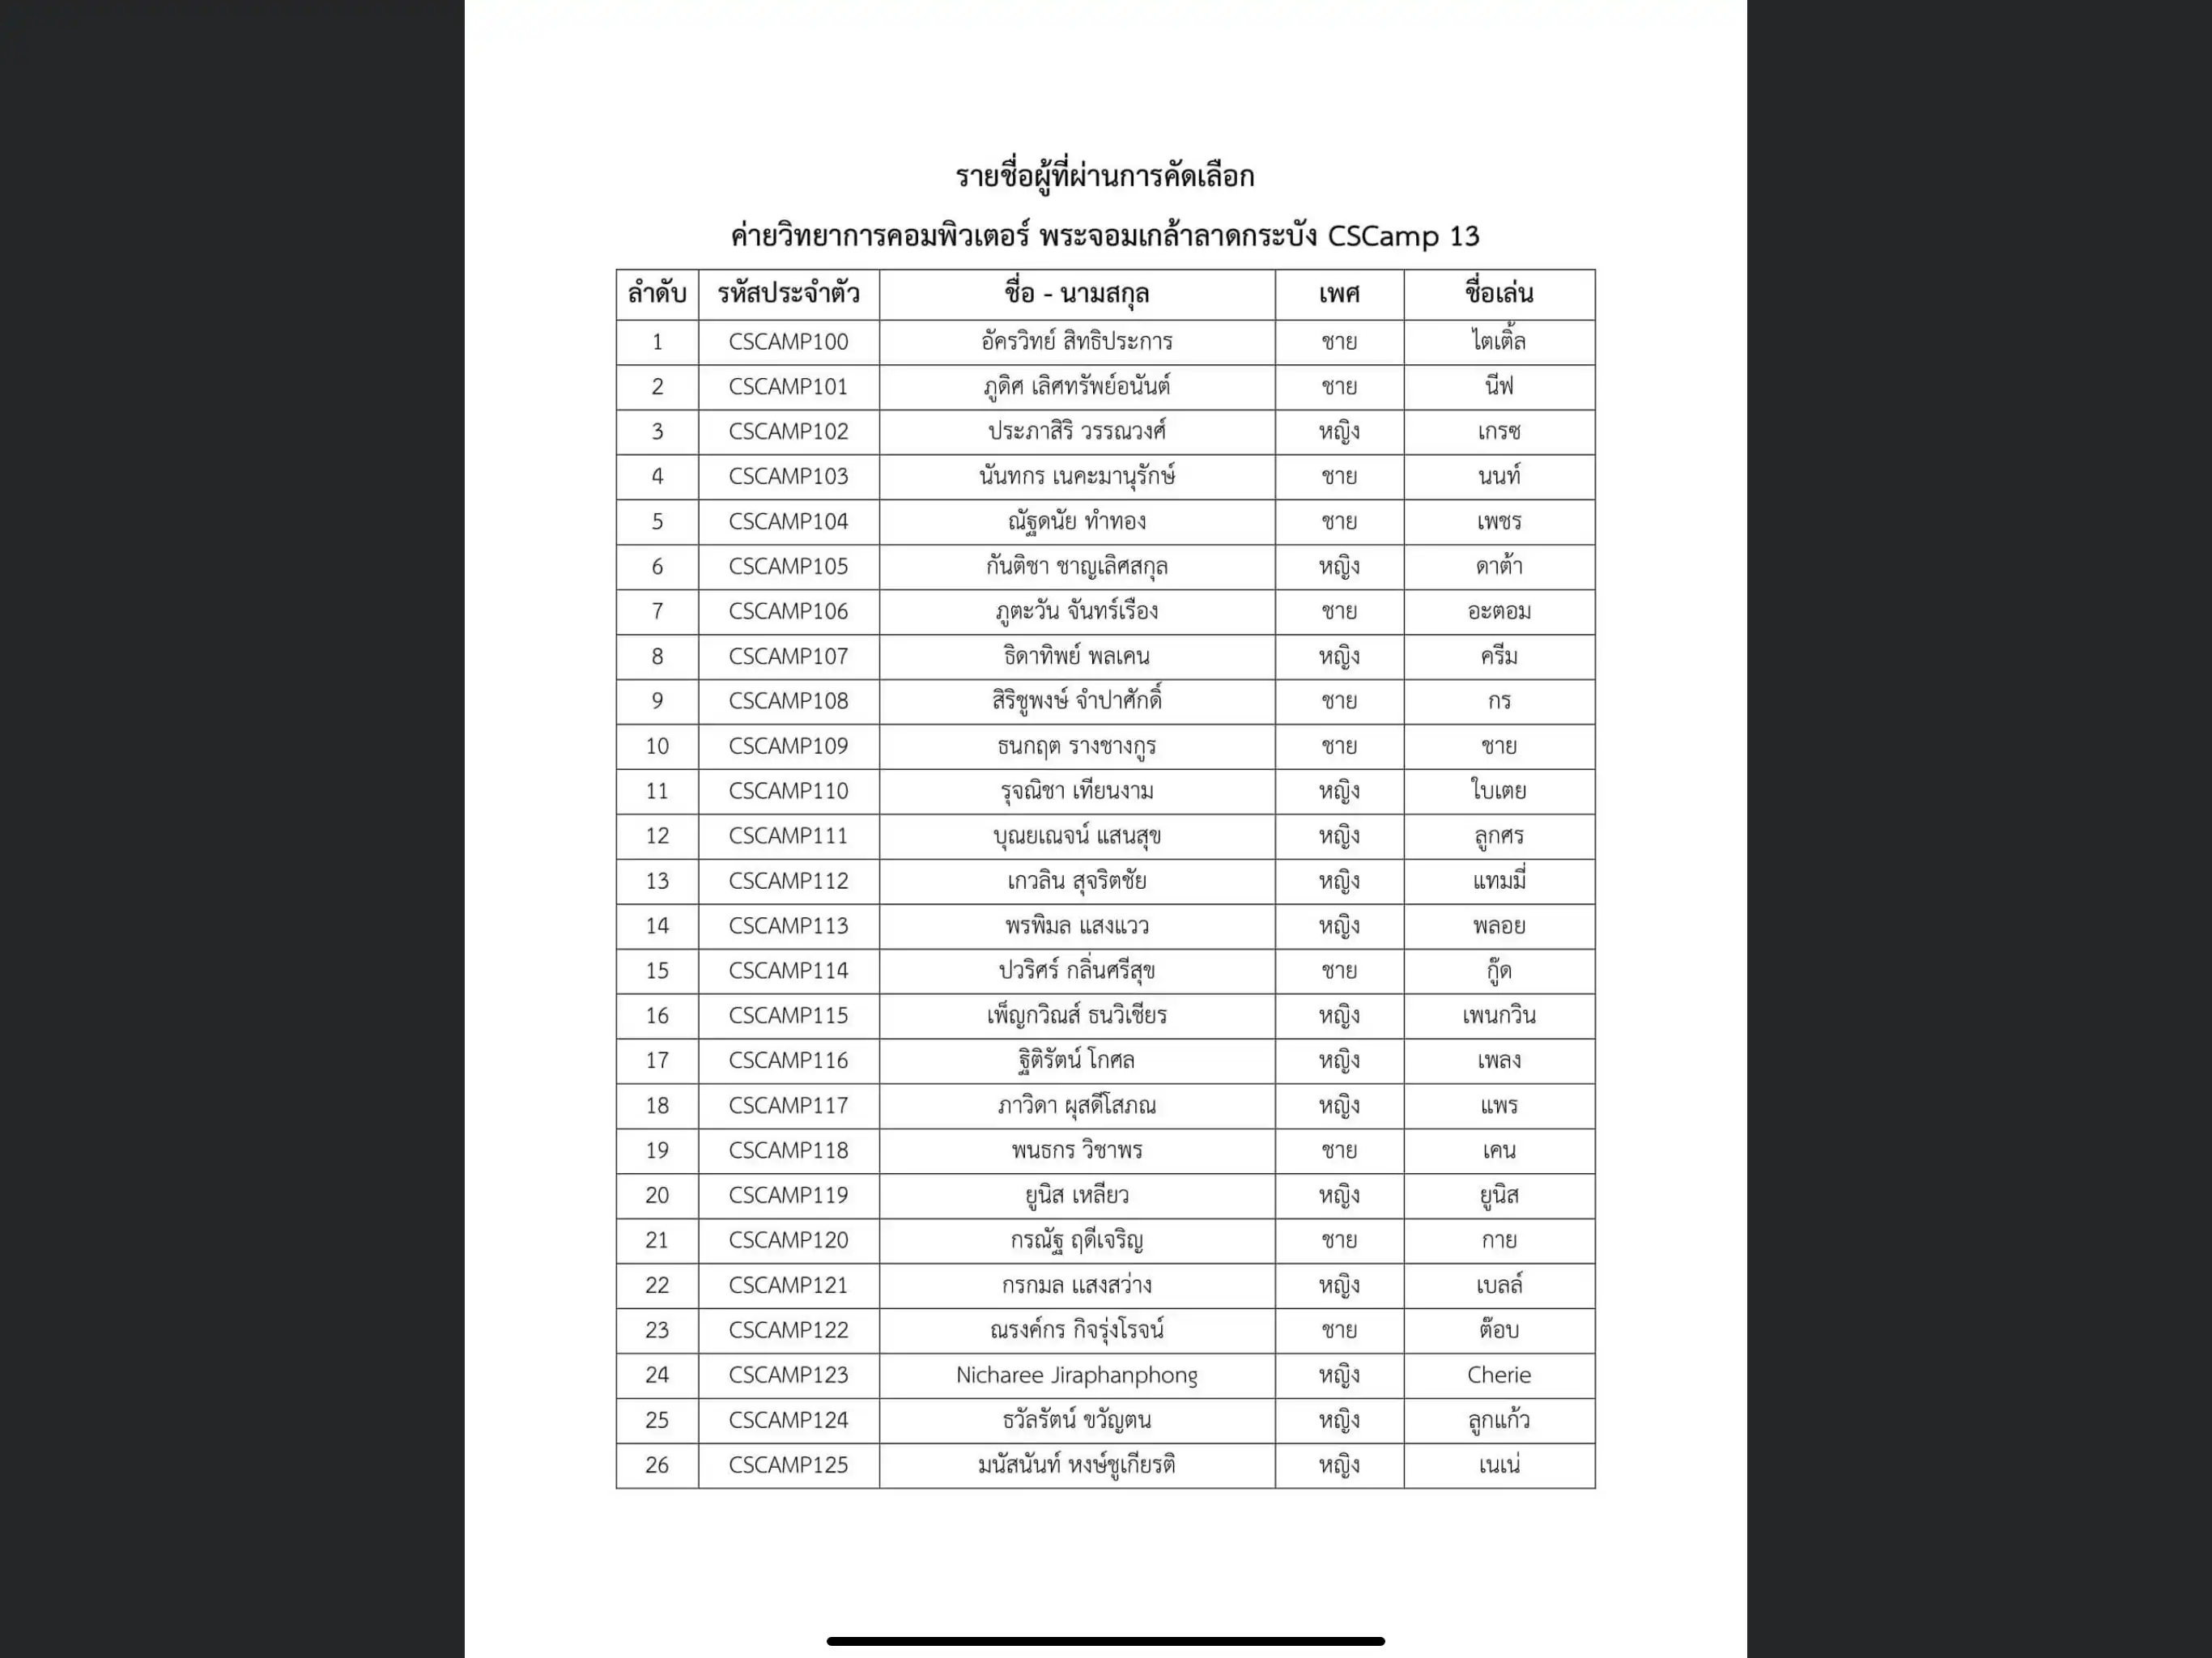 รายชื่อผู้ที่ผ่านการคัดเลือก
ค่ายวิทยาการคอมพิวเตอร์ พระจอมเกล้าลาดกระบัง CSCamp 13
ลำดับ รหัสประจำตัว ชื่อ - นามสกุล เพศ ชื่อเล่น
1 CSCAMP100 อัครวิทย์ สิทธิประการ ชาย ไตเติ้ล
2 CSCAMP101 ภูดิศ เลิศทรัพย์อนันต์ ชาย นีฟ
3 CSCAMP102 ประภาสิริ วรรณวงศ์ หญิง เกรซ
4 CSCAMP103 นันทกร เนคะมานุรักษ์ ชาย นนท์
5 CSCAMP104 ณัฐดนัย ทำทอง ชาย เพชร
6 CSCAMP105 กันติชา ชาญเลิศสกุล หญิง ดาต้า
7 CSCAMP106 ภูตะวัน จันทร์เรือง ชาย อะตอม
8 CSCAMP107 ธิดาทิพย์ พลเคน หญิง ครีม
9 CSCAMP108 สิริชูพงษ์ จำปาศักดิ์ ชาย กร
10 CSCAMP109 ธนกฤต รางชางกูร ชาย ชาย
11 CSCAMP110 รุจณิชา เทียนงาม หญิง ใบเตย
12 CSCAMP111 บุณยเณจน์ แสนสุข หญิง ลูกศร
13 CSCAMP112 เกวลิน สุจริตชัย หญิง แทมมี่
14 CSCAMP113 พรพิมล แสงแวว หญิง พลอย
15 CSCAMP114 ปวริศร์ กลิ่นศรีสุข ชาย กู๊ด
16 CSCAMP115 เพ็ญกวิณส์ ธนวิเชียร หญิง เพนกวิน
17 CSCAMP116 ฐิติรัตน์ โกศล หญิง เพลง
18 CSCAMP117 ภาวิดา ผุสดีโสภณ หญิง แพร
19 CSCAMP118 พนธกร วิชาพร ชาย เคน
20 CSCAMP119 ยูนิส เหลียว หญิง ยูนิส
21 CSCAMP120 กรณัฐ ฤดีเจริญ ชาย กาย
22 CSCAMP121 กรกมล แสงสว่าง หญิง เบลล์
23 CSCAMP122 ณรงค์กร กิจรุ่งโรจน์ ชาย ต๊อบ
24 CSCAMP123 Nicharee Jiraphanphong หญิง Cherie
25 CSCAMP124 ธวัลรัตน์ ขวัญตน หญิง ลูกแก้ว
26 CSCAMP125 มนัสนันท์ หงษ์ชูเกียรติ หญิง เนเน่